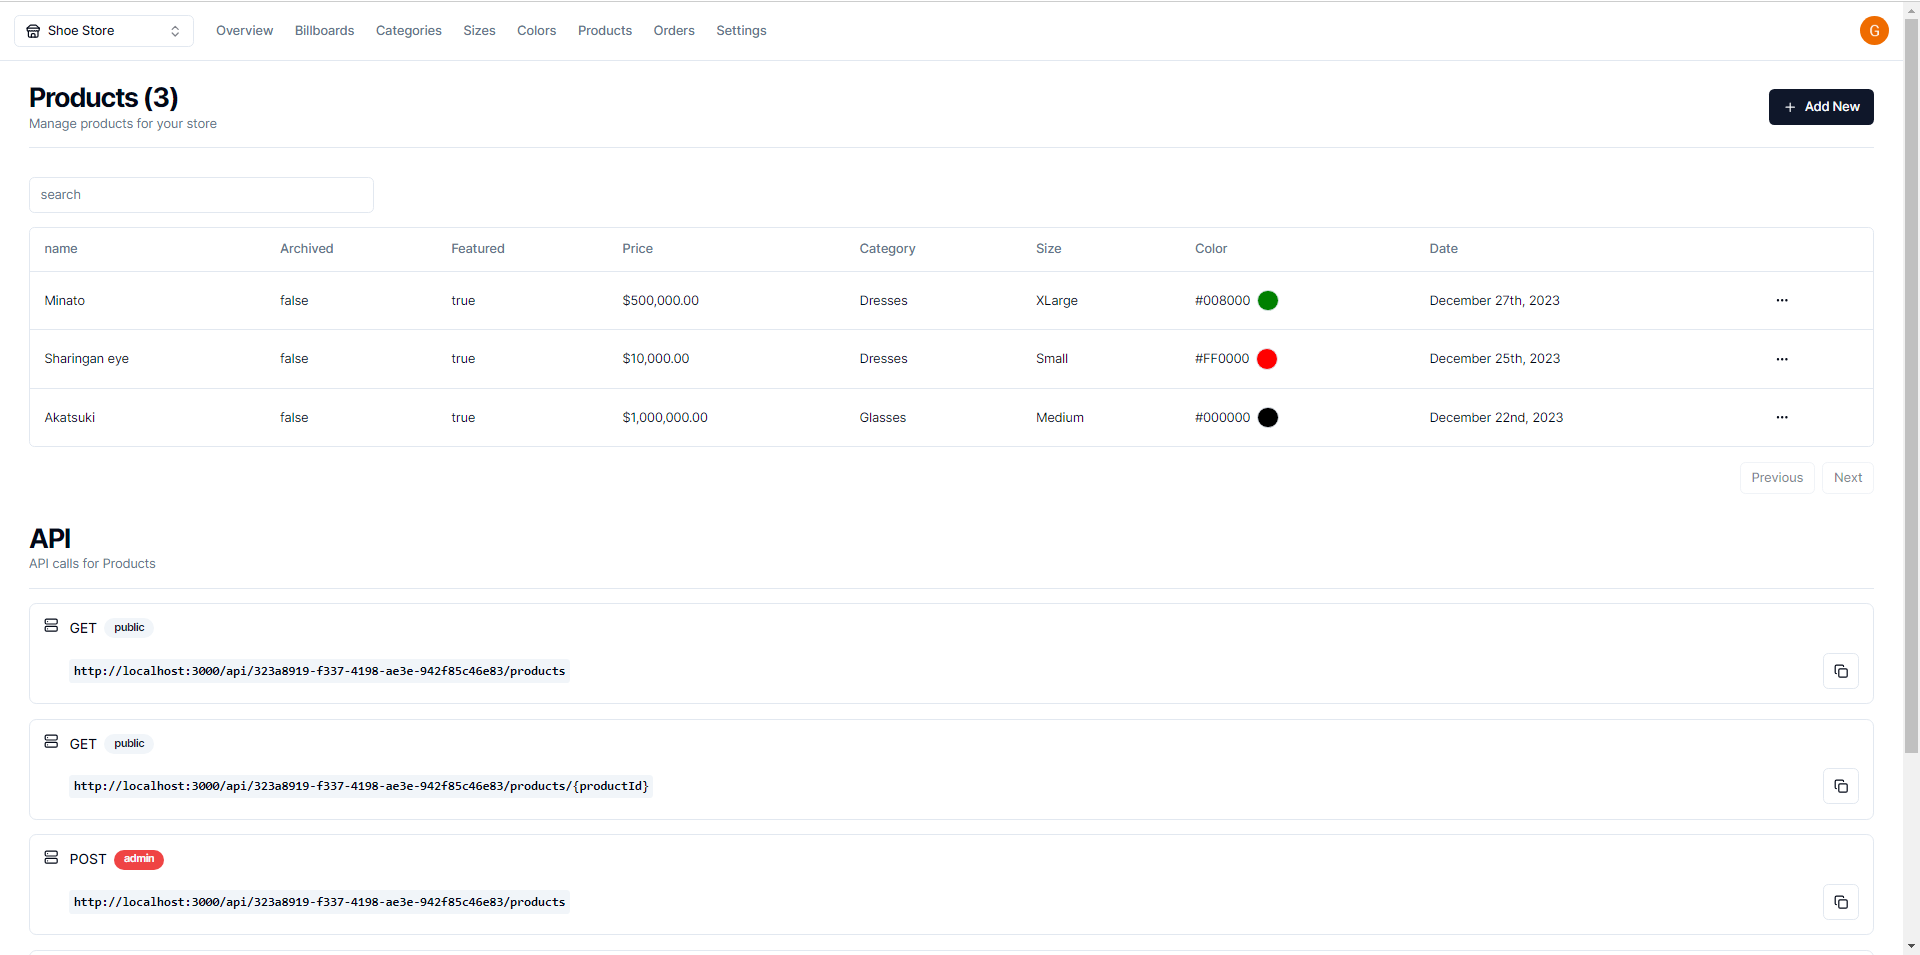 Shoe Store Overview Billboards Categories Sizes Colors Products Orders Settings G
Products (3)
Manage products for your store
+ Add New
search
name Archived Featured Price Category Size Color Date
Minato false true $500,000.00 Dresses XLarge #008000 December 27th, 2023 ...
Sharingan eye false true $10,000.00 Dresses Small #FF0000 December 25th, 2023 ...
Akatsuki false true $1,000,000.00 Glasses Medium #000000 December 22nd, 2023 ...
Previous Next
API
API calls for Products
GET public
http://localhost:3000/api/323a8919-f337-4198-ae3e-942f85c46e83/products
GET public
http://localhost:3000/api/323a8919-f337-4198-ae3e-942f85c46e83/products/{productId}
POST admin
http://localhost:3000/api/323a8919-f337-4198-ae3e-942f85c46e83/products